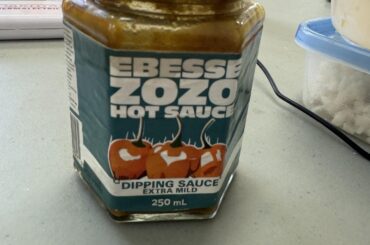 EBESSE
ZOZO
HOT SAUCE
DIPPING SAUCE
EXTRA MILD
250 mL